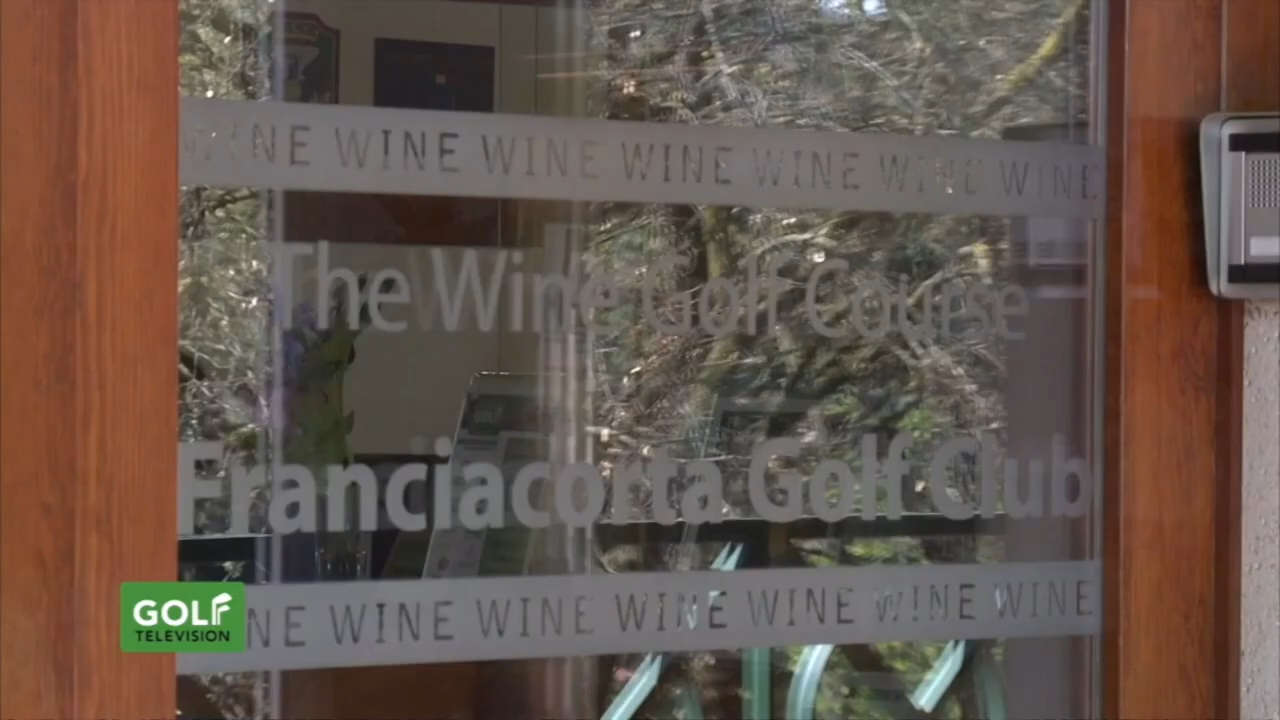 WINE WINE WINE WINE WINE WINE WINE
The Wine Golf Course
Franciacorta Golf Club
GOLF
TELEVISION
NE WINE WINE WINE WINE WINE WINE